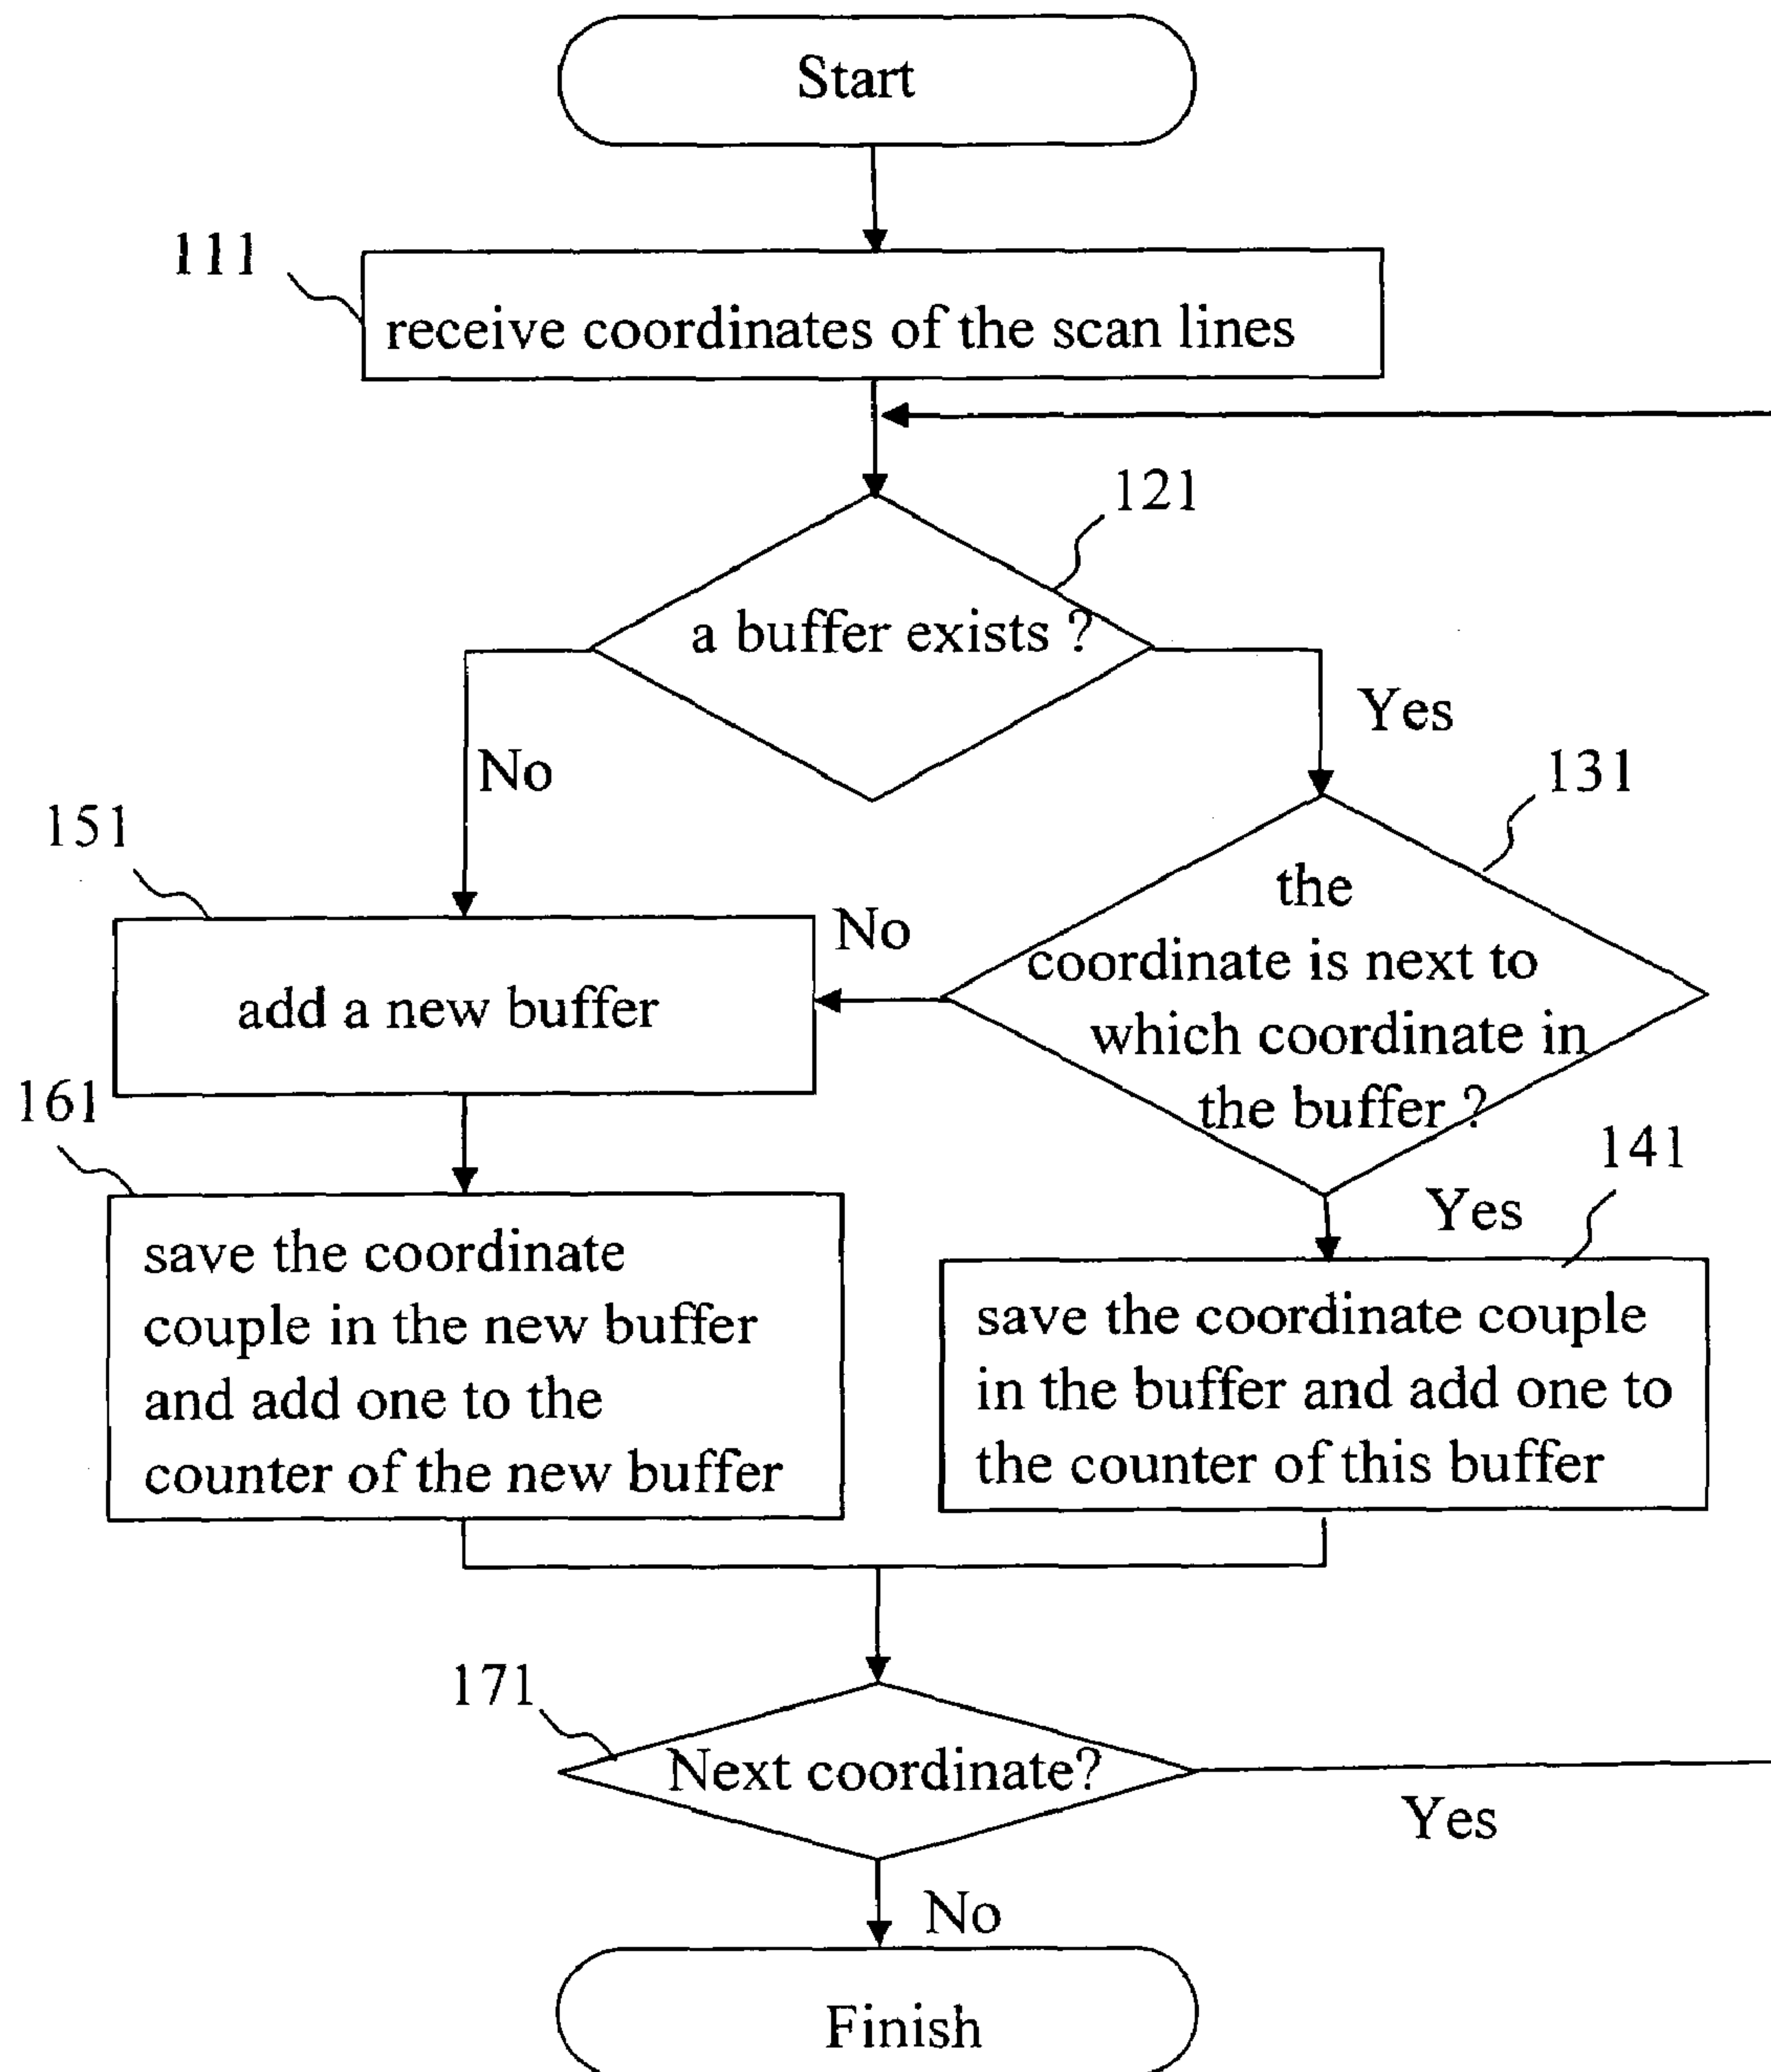 Start
111
receive coordinates of the scan lines
121
a buffer exists ?
Yes
No
131
151
the
coordinate is next to
which coordinate in
the buffer ?
No
add a new buffer
161
141
Yes
save the coordinate
couple in the new buffer
and add one to the
counter of the new buffer
save the coordinate couple
in the buffer and add one to
the counter of this buffer
171
Next coordinate?
Yes
No
Finish